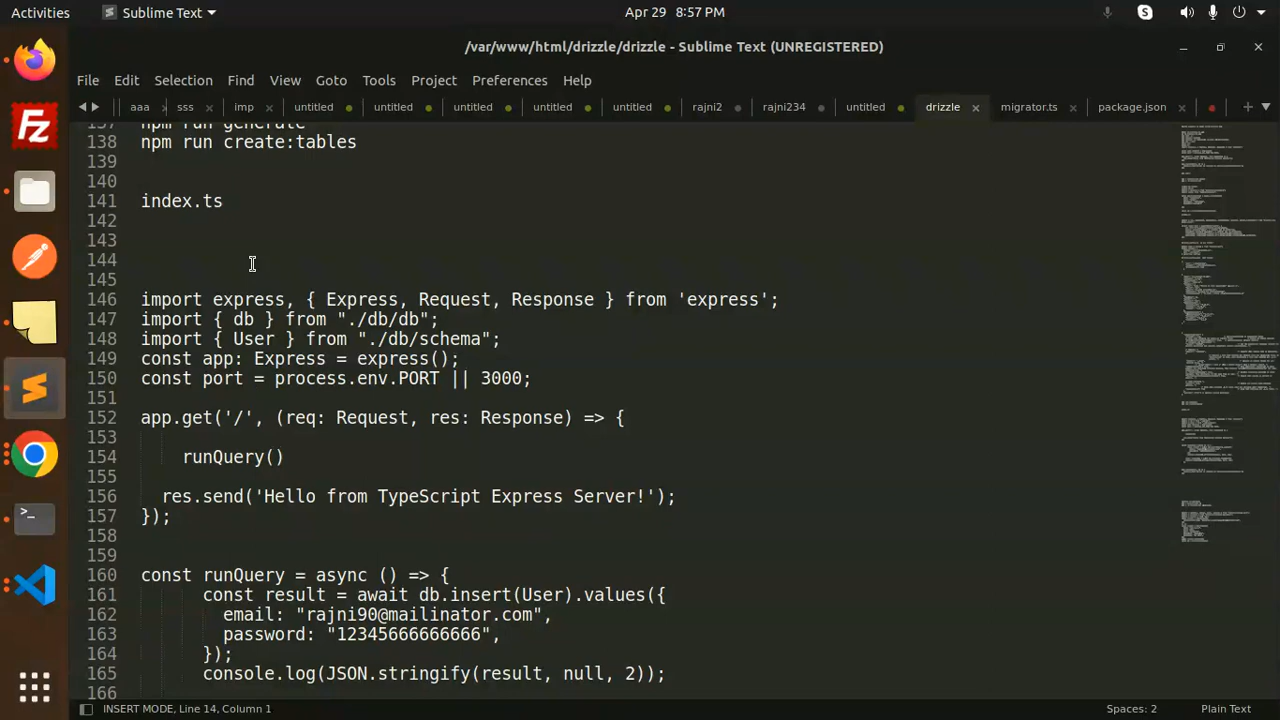 Activities
Sublime Text
Apr 29 8:57 PM
/var/www/html/drizzle/drizzle - Sublime Text (UNREGISTERED)
File Edit Selection Find View Goto Tools Project Preferences Help
aaa sss imp untitled untitled untitled untitled untitled rajni2 rajni234 untitled drizzle migrator.ts package.json
137 npm run generate
138 npm run create:tables
139
140
141 index.ts
142
143
144
145
146 import express, { Express, Request, Response } from 'express';
147 import { db } from "./db/db";
148 import { User } from "./db/schema";
149 const app: Express = express();
150 const port = process.env.PORT || 3000;
151
152 app.get('/', (req: Request, res: Response) => {
153
154 runQuery()
155
156 res.send('Hello from TypeScript Express Server!');
157 });
158
159
160 const runQuery = async () => {
161 const result = await db.insert(User).values({
162 email: "rajni90@mailinator.com",
163 password: "12345666666666",
164 });
165 console.log(JSON.stringify(result, null, 2));
166
INSERT MODE, Line 14, Column 1
Spaces: 2
Plain Text